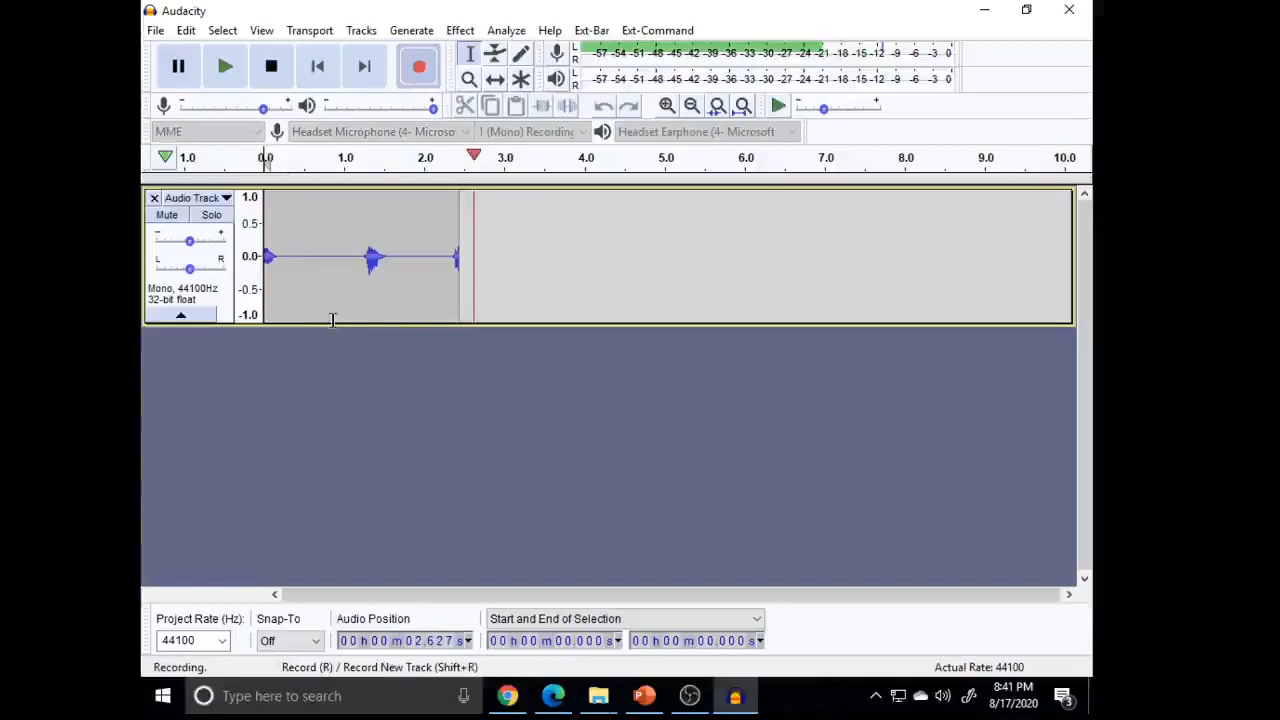 Audacity
File Edit Select View Transport Tracks Generate Effect Analyze Help Ext-Bar Ext-Command
L R -57 -54 -51 -48 -45 -42 -39 -36 -33 -30 -27 -24 -21 -18 -15 -12 -9 -6 -3 0
L R -57 -54 -51 -48 -45 -42 -39 -36 -33 -30 -27 -24 -21 -18 -15 -12 -9 -6 -3 0
- + - + - +
MME Headset Microphone (4- Microso 1 (Mono) Recording Headset Earphone (4- Microsoft
1.0 0.0 1.0 2.0 3.0 4.0 5.0 6.0 7.0 8.0 9.0 10.0
Audio Track 1.0
Mute Solo
0.5
- +
0.0
L R
Mono, 44100Hz
-0.5
32-bit float
-1.0
Project Rate (Hz): Snap-To Audio Position Start and End of Selection
44100 Off 00 h 00 m 02.627 s 00 h 00 m 00.000 s 00 h 00 m 00.000 s
Recording. Record (R) / Record New Track (Shift+R) Actual Rate: 44100
Type here to search
8:41 PM
8/17/2020
3